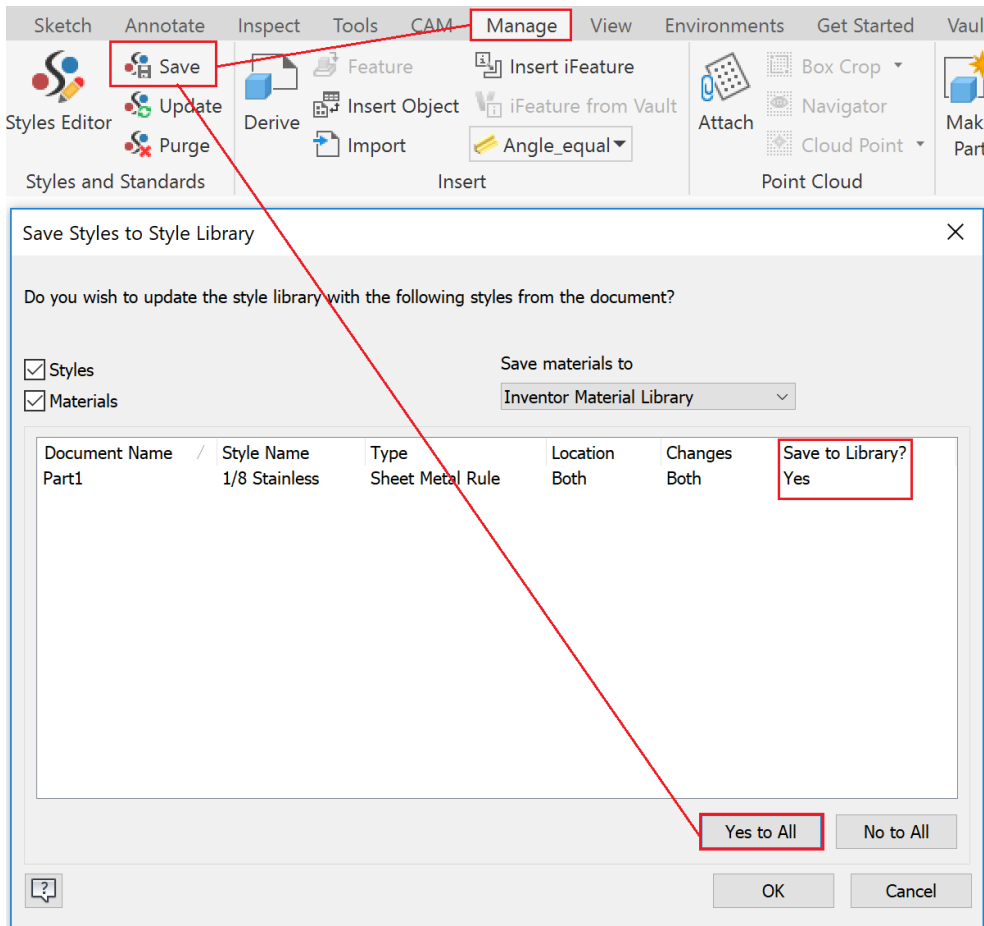 Sketch Annotate Inspect Tools CAM Manage View Environments Get Started Vaul
Save Feature Insert iFeature Box Crop
Styles Editor Update Derive Insert Object iFeature from Vault Attach Navigator Mak
Purge Import Angle_equal Cloud Point Part
Styles and Standards Insert Point Cloud
Save Styles to Style Library
Do you wish to update the style library with the following styles from the document?
Styles Save materials to
Materials Inventor Material Library
Document Name Style Name Type Location Changes Save to Library?
Part1 1/8 Stainless Sheet Metal Rule Both Both Yes
Yes to All No to All
? OK Cancel